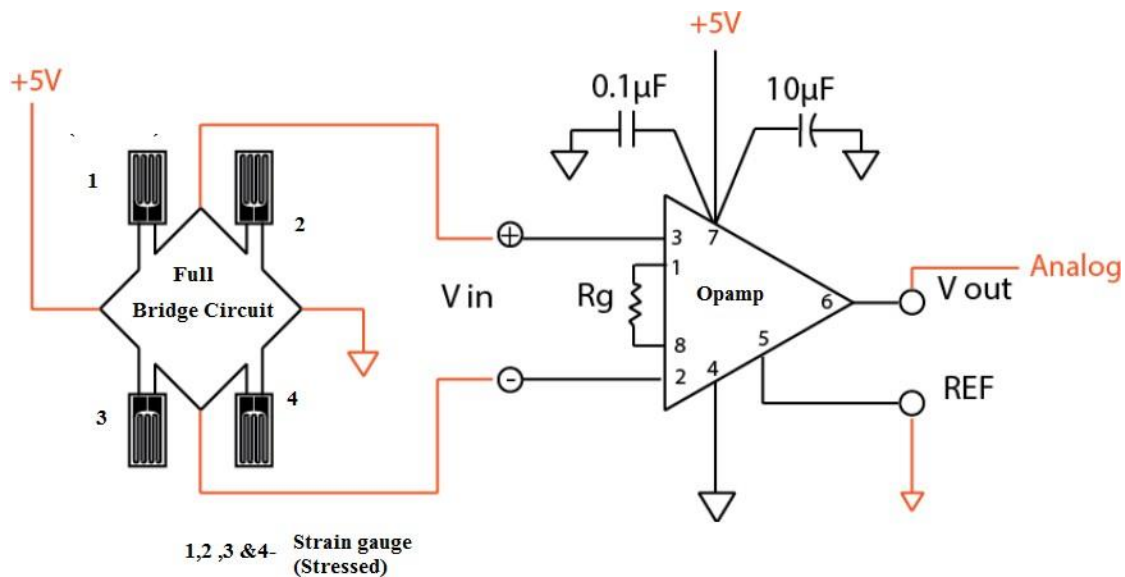 +5V
+5V
0.1µF
10µF
1
2
3
7
Full
Bridge Circuit
V in
1
Rg
Opamp
6
Analog
V out
8
5
2
4
REF
3
4
1,2 ,3 &4- Strain gauge
(Stressed)